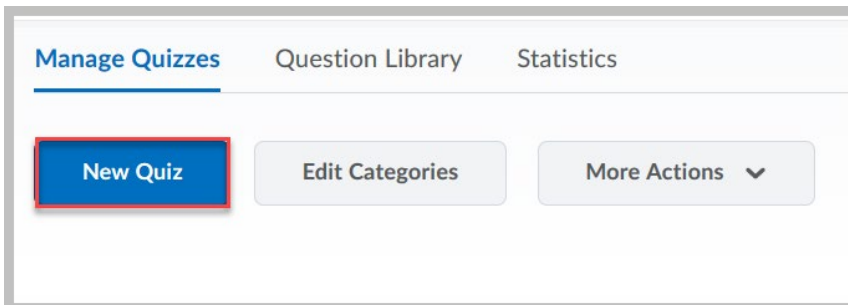 Manage Quizzes Question Library Statistics
New Quiz Edit Categories More Actions